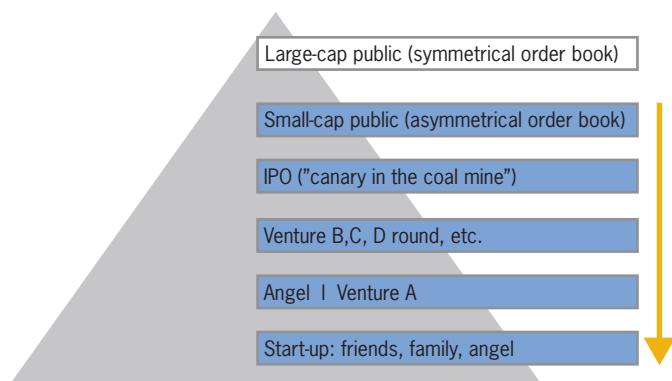 Large-cap public (symmetrical order book)
Small-cap public (asymmetrical order book)
IPO ("canary in the coal mine")
Venture B,C, D round, etc.
Angel I Venture A
Start-up: friends, family, angel